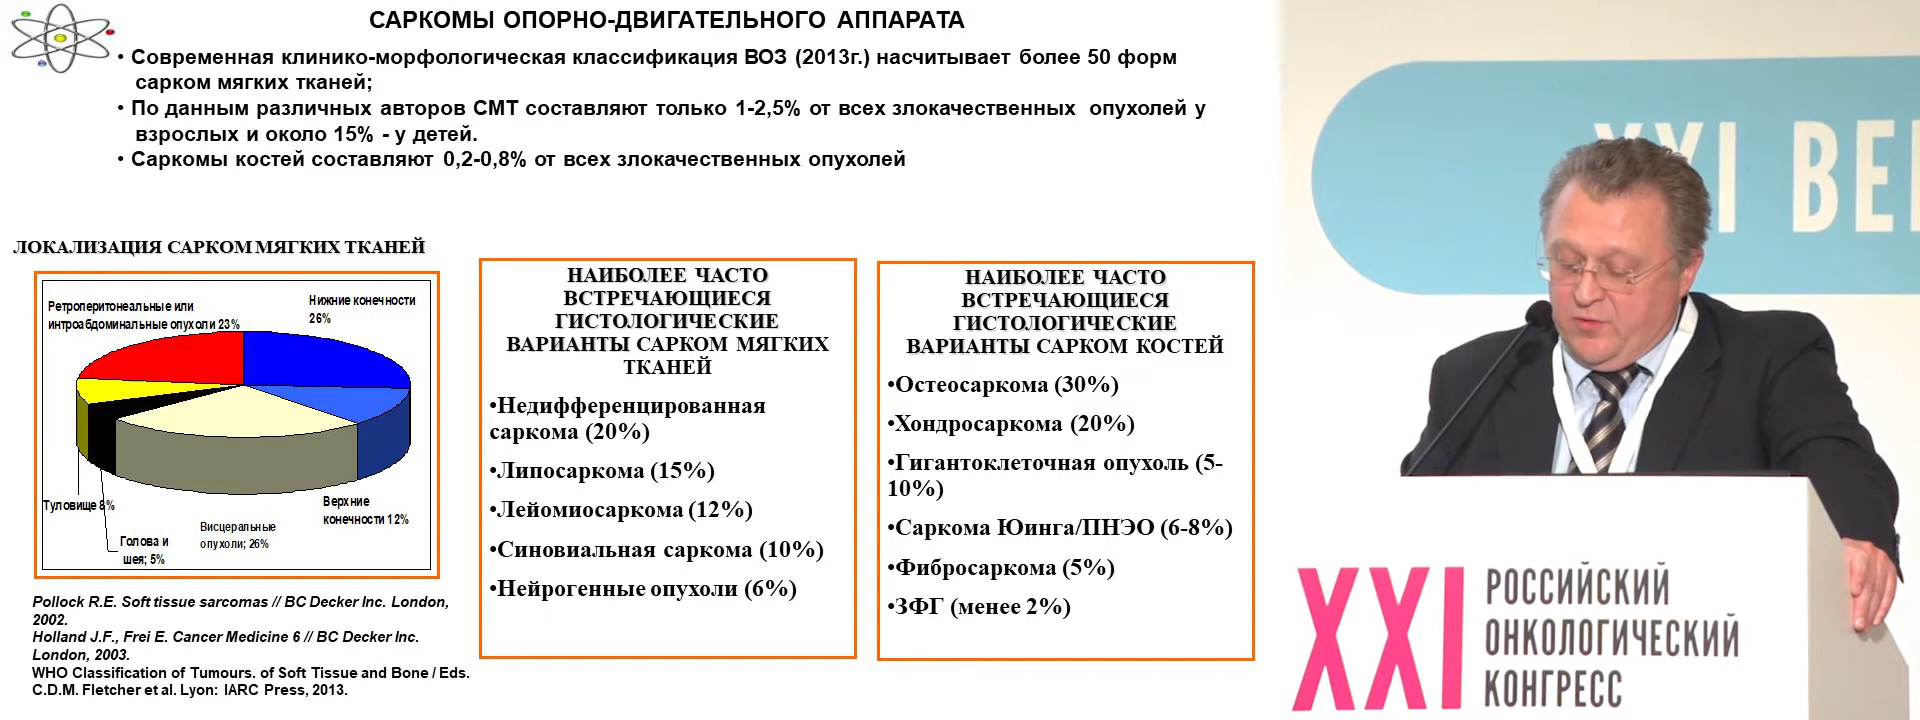 САРКОМЫ ОПОРНО-ДВИГАТЕЛЬНОГО АППАРАТА
• Современная клинико-морфологическая классификация ВОЗ (2013г.) насчитывает более 50 форм
сарком мягких тканей;
• По данным различных авторов СМТ составляют только 1-2,5% от всех злокачественных опухолей у
взрослых и около 15% - у детей.
• Саркомы костей составляют 0,2-0,8% от всех злокачественных опухолей
ЛОКАЛИЗАЦИЯ САРКОМ МЯГКИХ ТКАНЕЙ
Ретроперитонеальные или
интроабдоминальные опухоли 23%
Нижние конечности
26%
Туловище 8%
Голова и
шея; 5%
Висцеральные
опухоли; 26%
Верхние
конечности 12%
Pollock R.E. Soft tissue sarcomas // BC Decker Inc. London,
2002.
Holland J.F., Frei E. Cancer Medicine 6 // BC Decker Inc.
London, 2003.
WHO Classification of Tumours. of Soft Tissue and Bone / Eds.
C.D.M. Fletcher et al. Lyon: IARC Press, 2013.
НАИБОЛЕЕ ЧАСТО
ВСТРЕЧАЮЩИЕСЯ
ГИСТОЛОГИЧЕСКИЕ
ВАРИАНТЫ САРКОМ МЯГКИХ
ТКАНЕЙ
•Недифференцированная
саркома (20%)
•Липосаркома (15%)
•Лейомиосаркома (12%)
•Синовиальная саркома (10%)
•Нейрогенные опухоли (6%)
НАИБОЛЕЕ ЧАСТО
ВСТРЕЧАЮЩИЕСЯ
ГИСТОЛОГИЧЕСКИЕ
ВАРИАНТЫ САРКОМ КОСТЕЙ
•Остеосаркома (30%)
•Хондросаркома (20%)
•Гигантоклеточная опухоль (5-
10%)
•Саркома Юинга/ПНЭО (6-8%)
•Фибросаркома (5%)
•ЗФГ (менее 2%)
XXI ВЕ
XXI
РОССИЙСКИЙ
ОНКОЛОГИЧЕСКИЙ
КОНГРЕСС